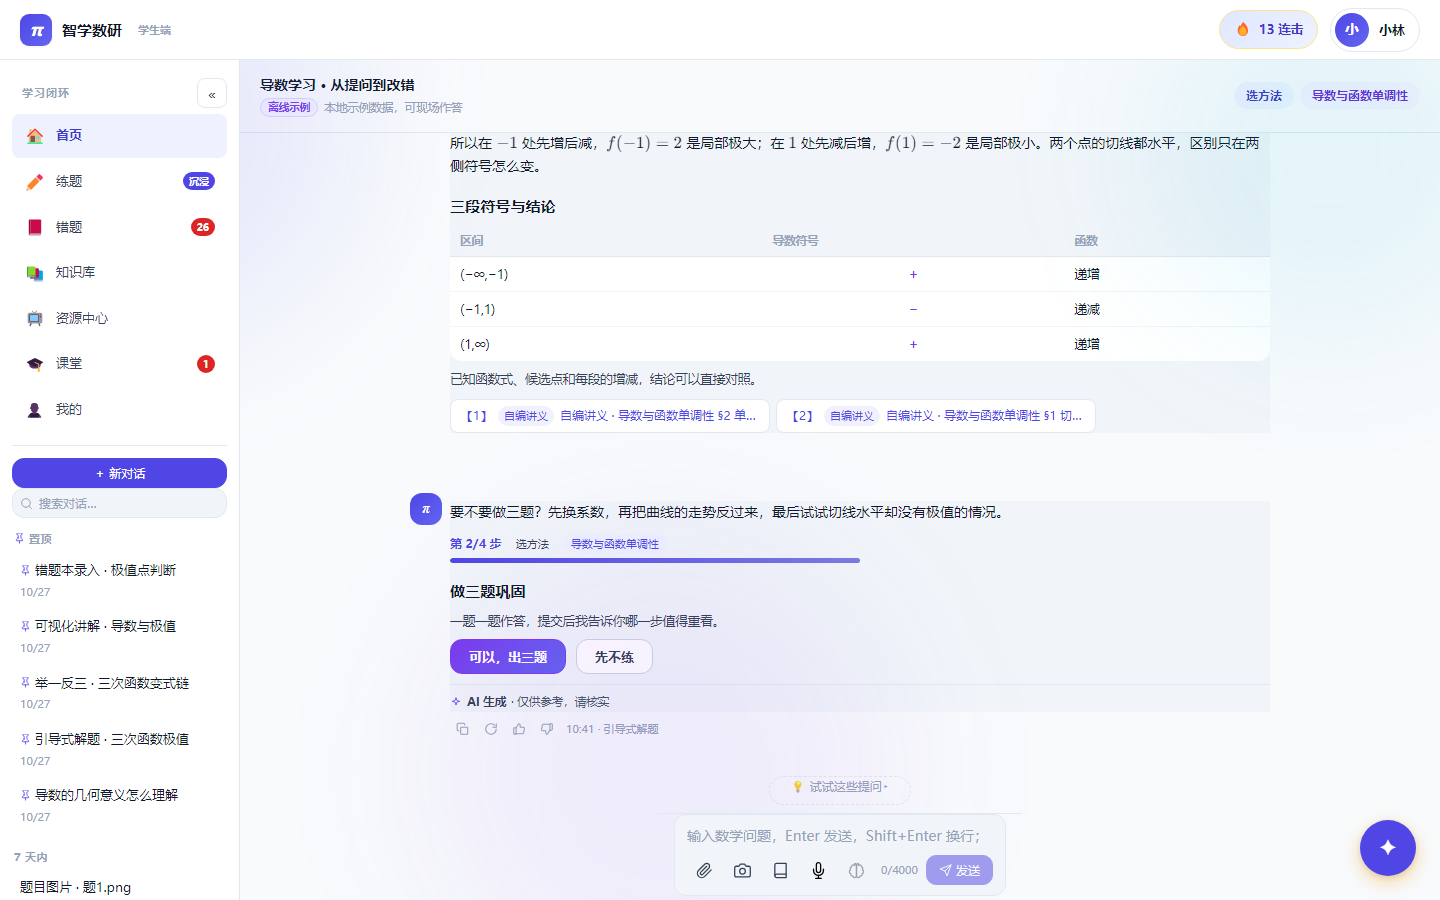 π 智学数研 学生端
13 连击
小 小林
学习闭环 «
首页
练题 沉浸
错题 26
知识库
资源中心
课堂 1
我的
+ 新对话
搜索对话...
置顶
错题本录入 · 极值点判断
10/27
可视化讲解 · 导数与极值
10/27
举一反三 · 三次函数变式链
10/27
引导式解题 · 三次函数极值
10/27
导数的几何意义怎么理解
10/27
7 天内
题目图片 · 题1.png
导数学习 • 从提问到改错
离线示例 本地示例数据，可现场作答
选方法 导数与函数单调性
所以在 −1 处先增后减，f(−1) = 2 是局部极大；在 1 处先减后增，f(1) = −2 是局部极小。两个点的切线都水平，区别只在两
侧符号怎么变。
三段符号与结论
区间 导数符号 函数
(−∞,−1) + 递增
(−1,1) − 递减
(1,∞) + 递增
已知函数式、候选点和每段的增减，结论可以直接对照。
【1】 自编讲义 自编讲义 · 导数与函数单调性 §2 单...
【2】 自编讲义 自编讲义 · 导数与函数单调性 §1 切...
π
要不要做三题？先换系数，再把曲线的走势反过来，最后试试切线水平却没有极值的情况。
第 2/4 步 选方法 导数与函数单调性
做三题巩固
一题一题作答，提交后我告诉你哪一步值得重看。
可以，出三题 先不练
AI 生成 · 仅供参考，请核实
10:41 · 引导式解题
试试这些提问
输入数学问题，Enter 发送，Shift+Enter 换行；
0/4000 发送